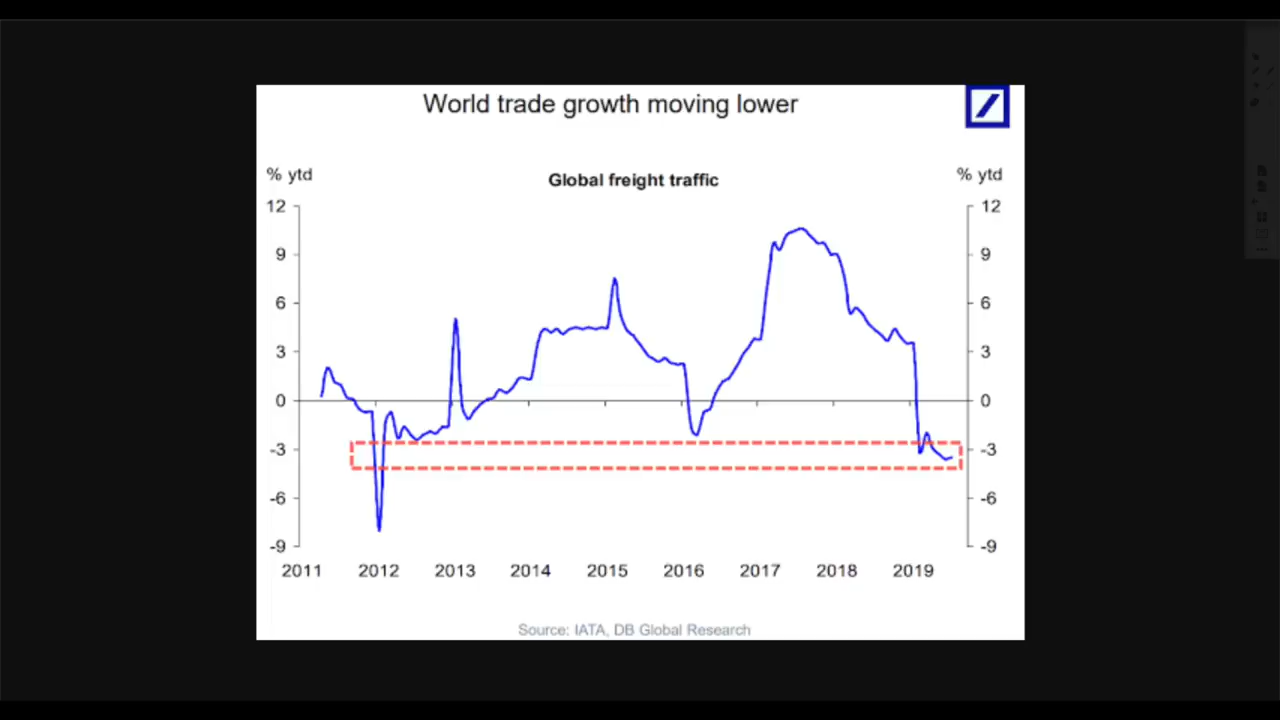 World trade growth moving lower
% ytd
% ytd
Global freight traffic
12
12
9
9
6
6
3
3
0
0
-3
-3
-6
-6
-9
-9
2011 2012 2013 2014 2015 2016 2017 2018 2019
Source: IATA, DB Global Research